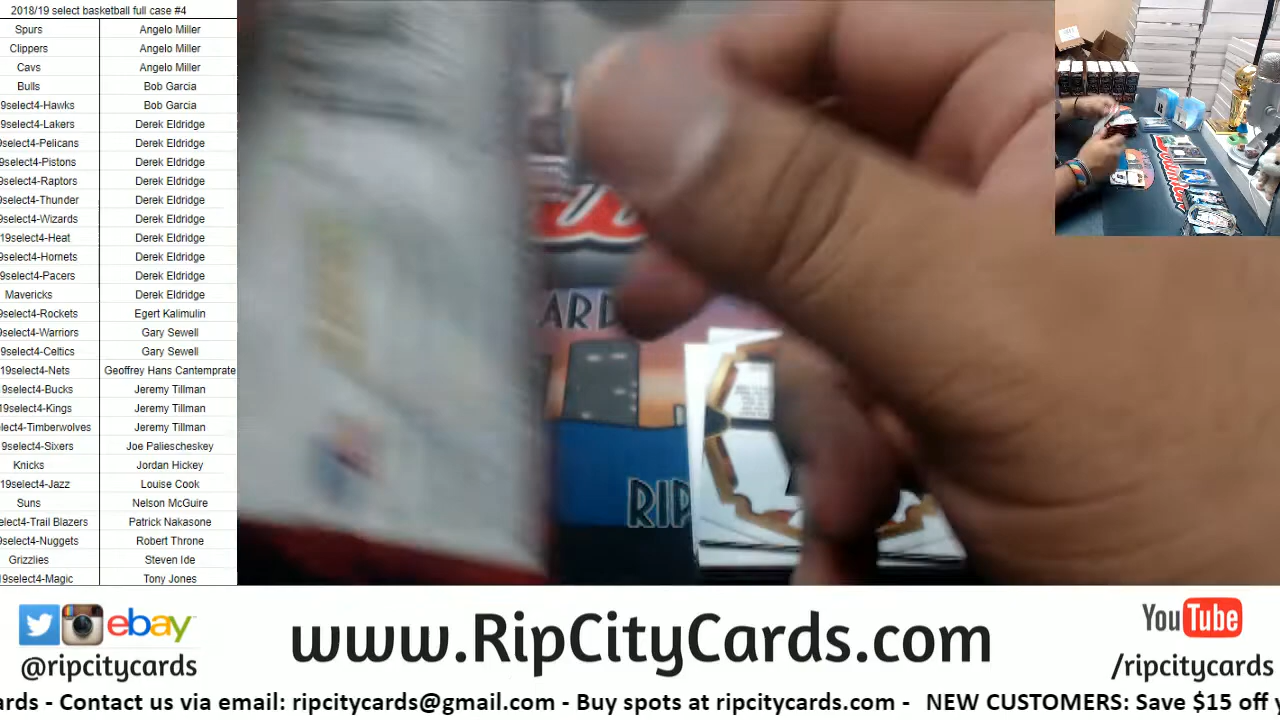 2018/19 select basketball full case #4
Spurs Angelo Miller
Clippers Angelo Miller
Cavs Angelo Miller
Bulls Bob Garcia
9select4-Hawks Bob Garcia
9select4-Lakers Derek Eldridge
9select4-Pelicans Derek Eldridge
9select4-Pistons Derek Eldridge
9select4-Raptors Derek Eldridge
9select4-Thunder Derek Eldridge
9select4-Wizards Derek Eldridge
19select4-Heat Derek Eldridge
9select4-Hornets Derek Eldridge
9select4-Pacers Derek Eldridge
Mavericks Derek Eldridge
9select4-Rockets Egert Kalimulin
9select4-Warriors Gary Sewell
9select4-Celtics Gary Sewell
19select4-Nets Geoffrey Hans Cantemprate
9select4-Bucks Jeremy Tillman
19select4-Kings Jeremy Tillman
lect4-Timberwolves Jeremy Tillman
9select4-Sixers Joe Paliescheskey
Knicks Jordan Hickey
19select4-Jazz Louise Cook
Suns Nelson McGuire
elect4-Trail Blazers Patrick Nakasone
9select4-Nuggets Robert Throne
Grizzlies Steven Ide
19select4-Magic Tony Jones
ARD
RIP
ebay
@ripcitycards
www.RipCityCards.com
YouTube
/ripcitycards
ards - Contact us via email: ripcitycards@gmail.com - Buy spots at ripcitycards.com - NEW CUSTOMERS: Save $15 off y